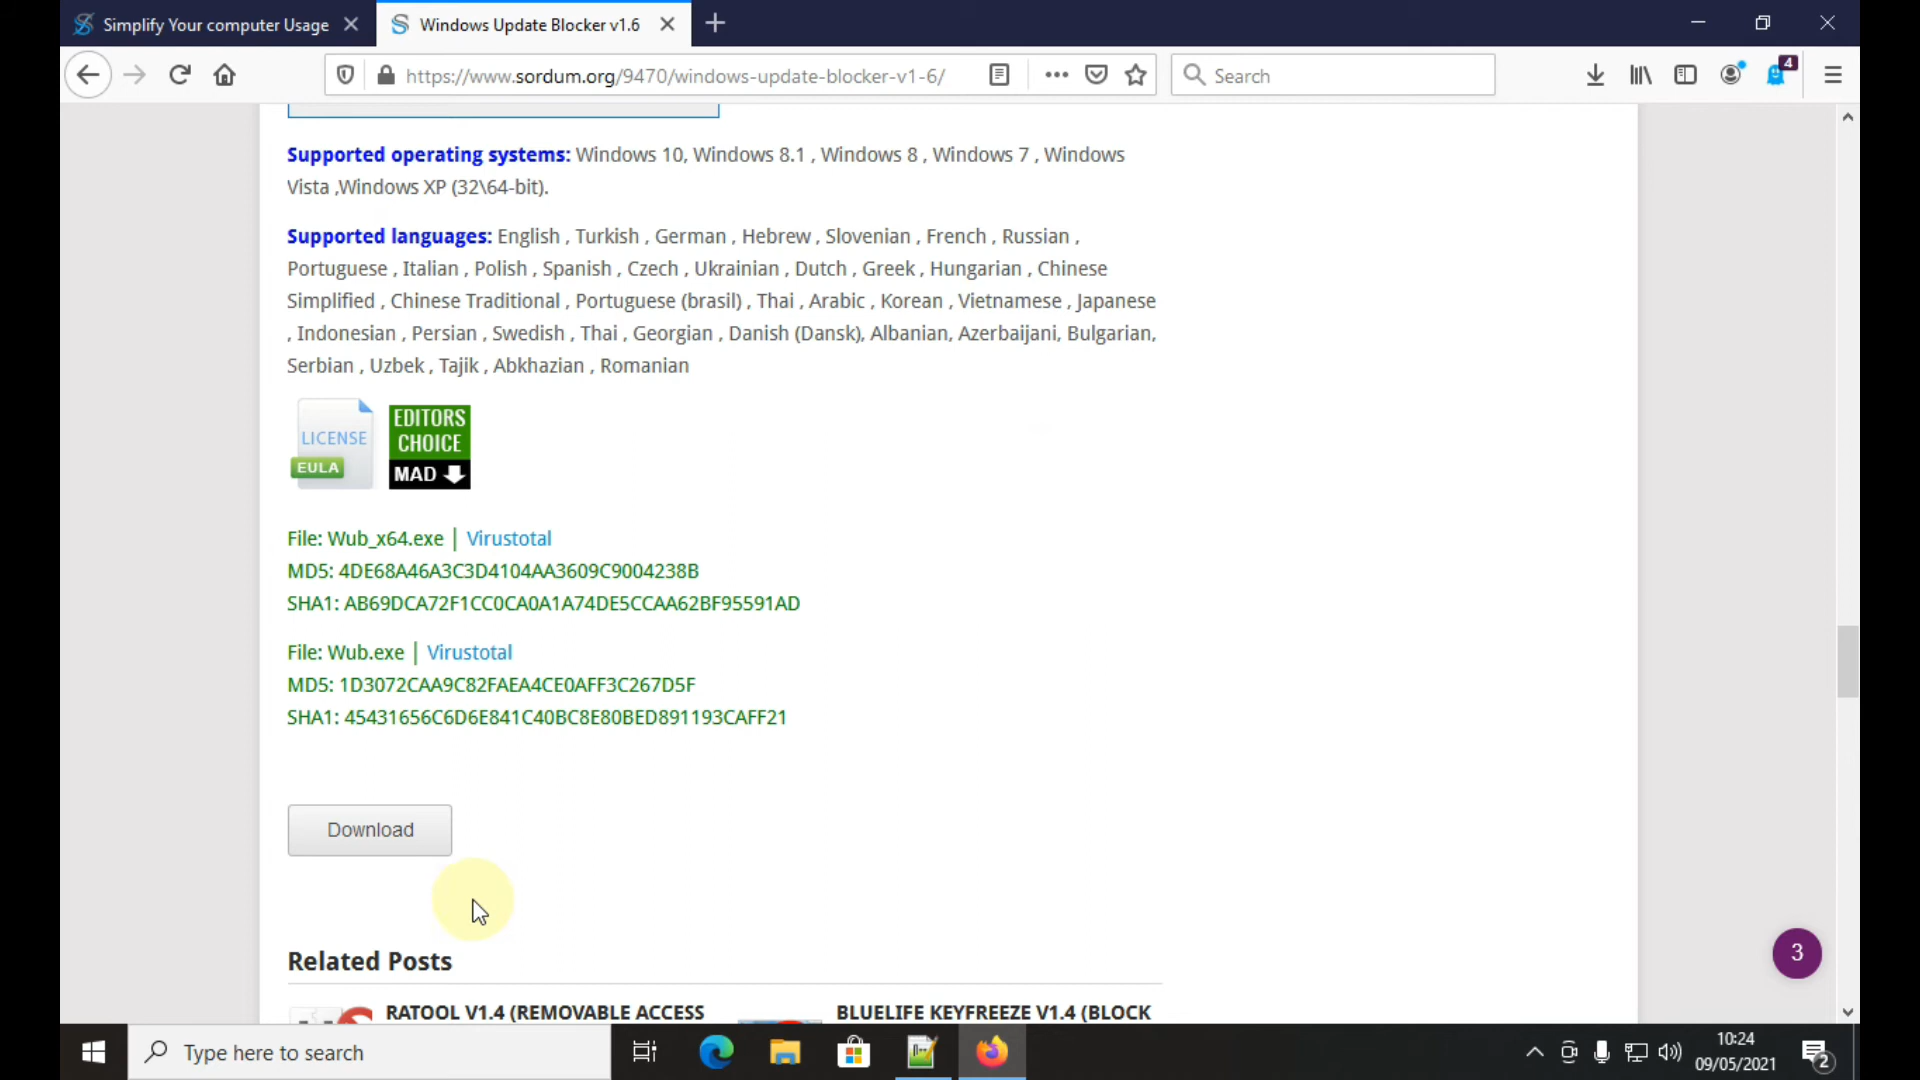 Simplify Your computer Usage
Windows Update Blocker v1.6
https://www.sordum.org/9470/windows-update-blocker-v1-6/
Search
4
Supported operating systems: Windows 10, Windows 8.1 , Windows 8 , Windows 7 , Windows
Vista ,Windows XP (32\64-bit).
Supported languages: English , Turkish , German , Hebrew , Slovenian , French , Russian ,
Portuguese , Italian , Polish , Spanish , Czech , Ukrainian , Dutch , Greek , Hungarian , Chinese
Simplified , Chinese Traditional , Portuguese (brasil) , Thai , Arabic , Korean , Vietnamese , Japanese
, Indonesian , Persian , Swedish , Thai , Georgian , Danish (Dansk), Albanian, Azerbaijani, Bulgarian,
Serbian , Uzbek , Tajik , Abkhazian , Romanian
LICENSE
EULA
EDITORS
CHOICE
MAD
File: Wub_x64.exe | Virustotal
MD5: 4DE68A46A3C3D4104AA3609C9004238B
SHA1: AB69DCA72F1CC0CA0A1A74DE5CCAA62BF95591AD
File: Wub.exe | Virustotal
MD5: 1D3072CAA9C82FAEA4CE0AFF3C267D5F
SHA1: 45431656C6D6E841C40BC8E80BED891193CAFF21
Download
3
Related Posts
RATOOL V1.4 (REMOVABLE ACCESS
BLUELIFE KEYFREEZE V1.4 (BLOCK
Type here to search
10:24
09/05/2021
2